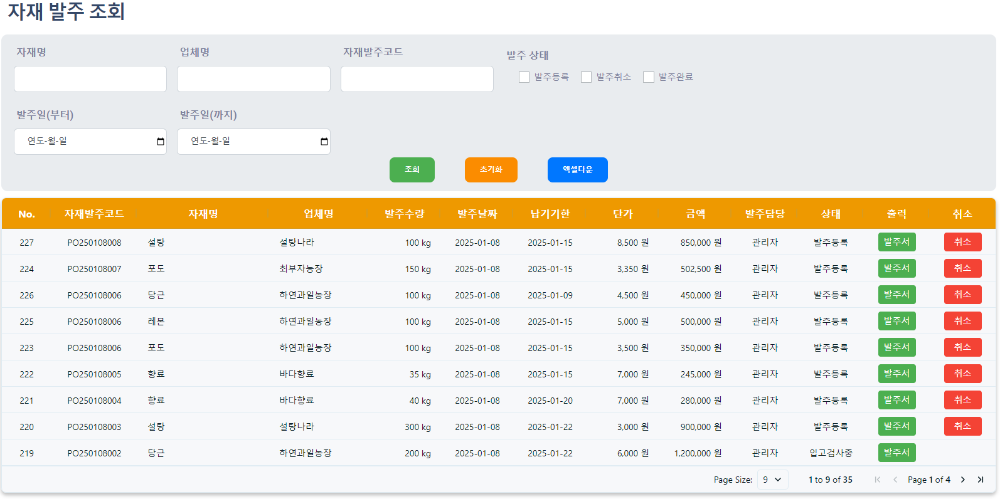 자재 발주 조회
자재명 업체명 자재발주코드 발주 상태
발주등록 발주취소 발주완료
발주일(부터) 발주일(까지)
연도-월-일 연도-월-일
조회 초기화 엑셀다운
No. 자재발주코드 자재명 업체명 발주수량 발주날짜 납기기한 단가 금액 발주담당 상태 출력 취소
227 PO250108008 설탕 설탕나라 100 kg 2025-01-08 2025-01-15 8,500 원 850,000 원 관리자 발주등록 발주서 취소
224 PO250108007 포도 최부자농장 150 kg 2025-01-08 2025-01-15 3,350 원 502,500 원 관리자 발주등록 발주서 취소
226 PO250108006 당근 하연과일농장 100 kg 2025-01-08 2025-01-09 4,500 원 450,000 원 관리자 발주등록 발주서 취소
225 PO250108006 레몬 하연과일농장 100 kg 2025-01-08 2025-01-15 5,000 원 500,000 원 관리자 발주등록 발주서 취소
223 PO250108006 포도 하연과일농장 100 kg 2025-01-08 2025-01-15 3,500 원 350,000 원 관리자 발주등록 발주서 취소
222 PO250108005 향료 바다향료 35 kg 2025-01-08 2025-01-15 7,000 원 245,000 원 관리자 발주등록 발주서 취소
221 PO250108004 향료 바다향료 40 kg 2025-01-08 2025-01-20 7,000 원 280,000 원 관리자 발주등록 발주서 취소
220 PO250108003 설탕 설탕나라 300 kg 2025-01-08 2025-01-22 3,000 원 900,000 원 관리자 발주등록 발주서 취소
219 PO250108002 당근 하연과일농장 200 kg 2025-01-08 2025-01-22 6,000 원 1,200,000 원 관리자 입고검사중 발주서
Page Size: 9 1 to 9 of 35 Page 1 of 4